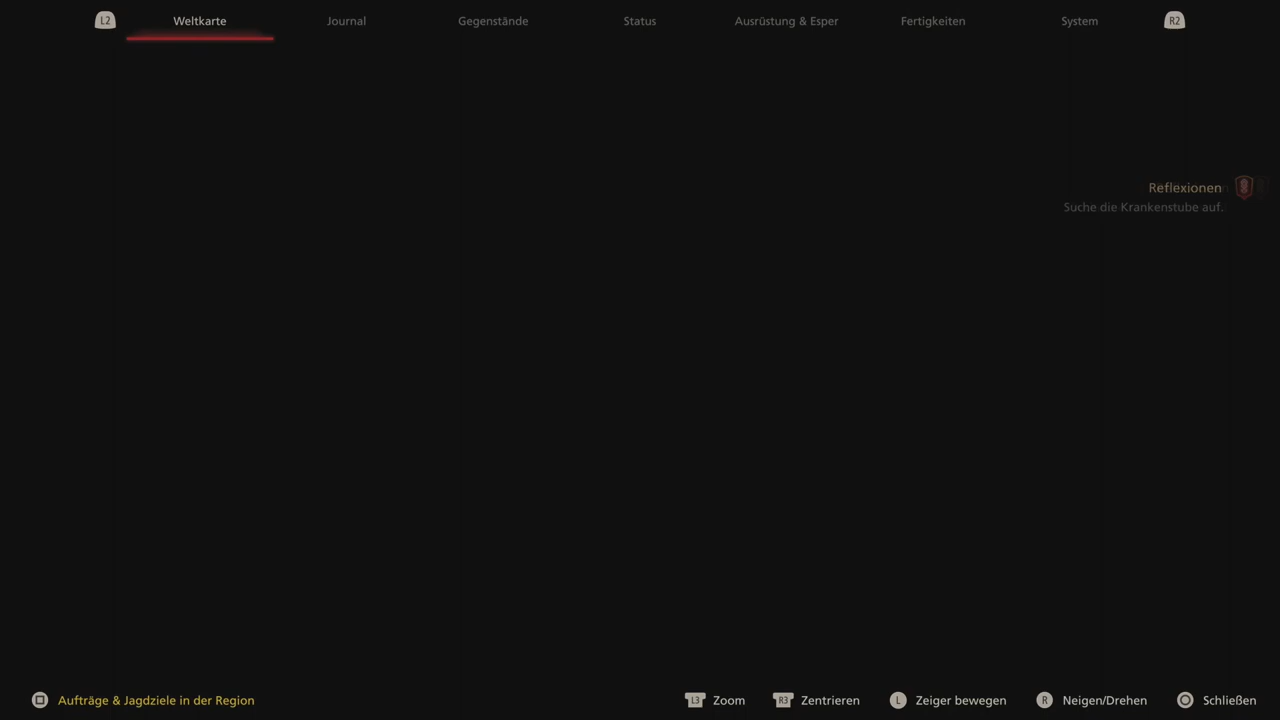 L2 Weltkarte Journal Gegenstände Status Ausrüstung & Esper Fertigkeiten System R2
Reflexionen
Suche die Krankenstube auf.
Aufträge & Jagdziele in der Region L3 Zoom R3 Zentrieren L Zeiger bewegen R Neigen/Drehen Schließen